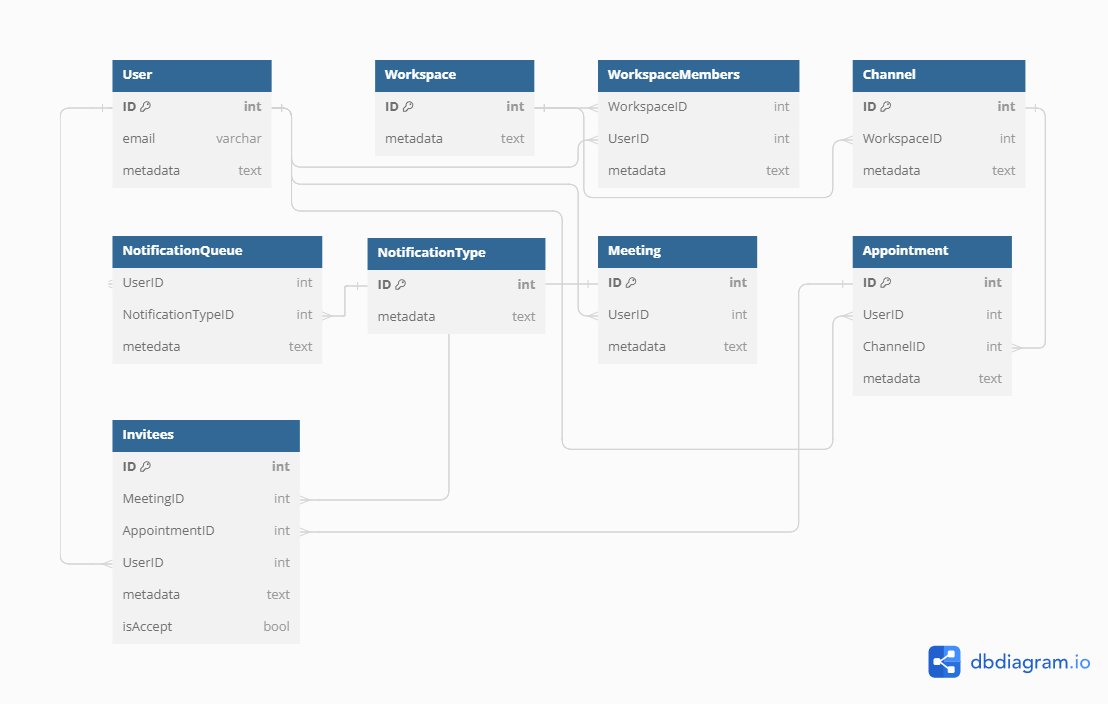 User
ID int
email varchar
metadata text
Workspace
ID int
metadata text
WorkspaceMembers
WorkspaceID int
UserID int
metadata text
Channel
ID int
WorkspaceID int
metadata text
NotificationQueue
UserID int
NotificationTypeID int
metedata text
NotificationType
ID int
metadata text
Meeting
ID int
UserID int
metadata text
Appointment
ID int
UserID int
ChannelID int
metadata text
Invitees
ID int
MeetingID int
AppointmentID int
UserID int
metadata text
isAccept bool
dbdiagram.io